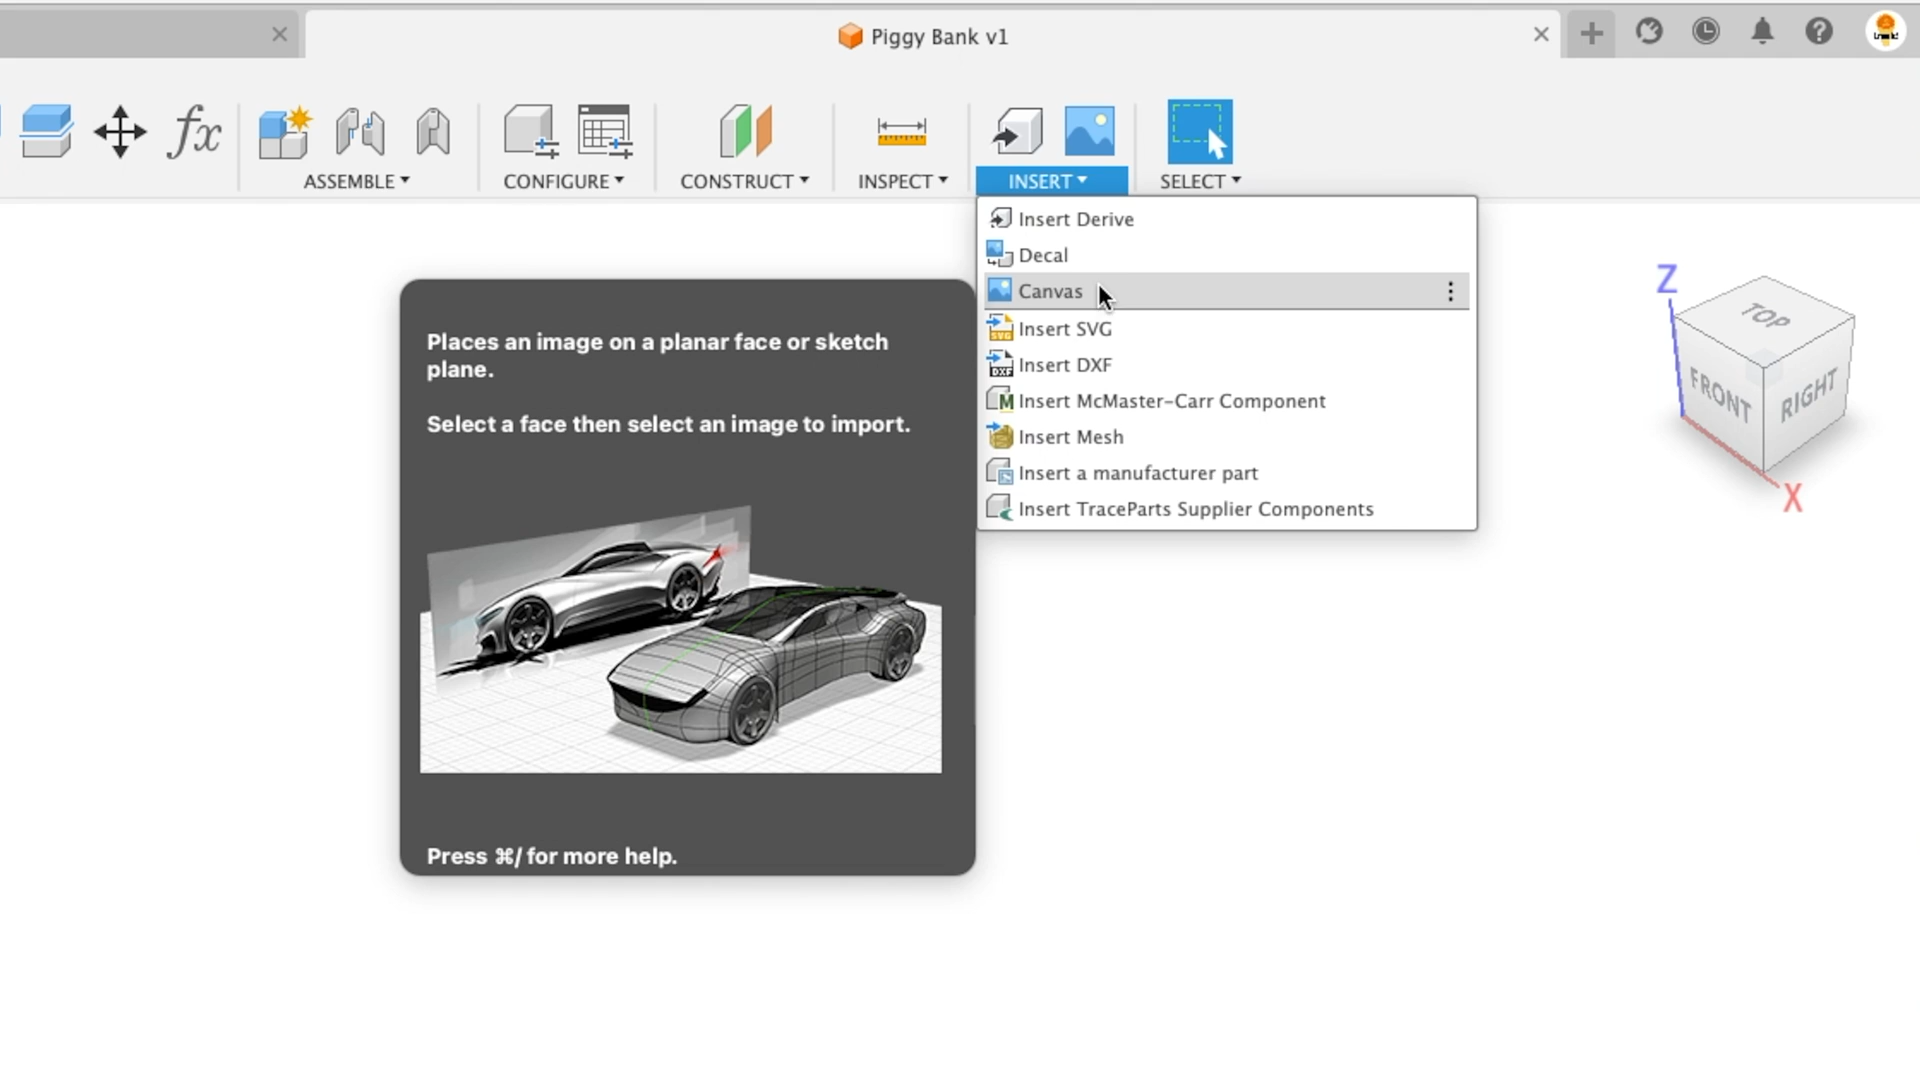 Piggy Bank v1
fx
ASSEMBLE
CONFIGURE
CONSTRUCT
INSPECT
INSERT
SELECT
Insert Derive
Decal
Canvas
Insert SVG
Insert DXF
Insert McMaster-Carr Component
Insert Mesh
Insert a manufacturer part
Insert TraceParts Supplier Components
Places an image on a planar face or sketch
plane.
Select a face then select an image to import.
Press ⌘/ for more help.
Z
TOP
FRONT
RIGHT
X